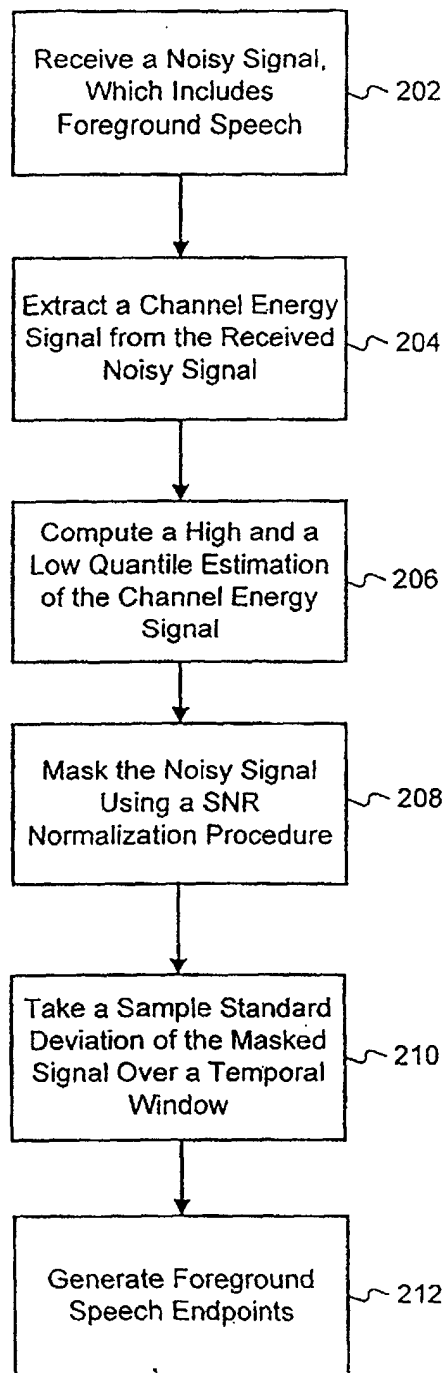 Receive a Noisy Signal,
Which Includes
Foreground Speech
202
Extract a Channel Energy
Signal from the Received
Noisy Signal
204
Compute a High and a
Low Quantile Estimation
of the Channel Energy
Signal
206
Mask the Noisy Signal
Using a SNR
Normalization Procedure
208
Take a Sample Standard
Deviation of the Masked
Signal Over a Temporal
Window
210
Generate Foreground
Speech Endpoints
212